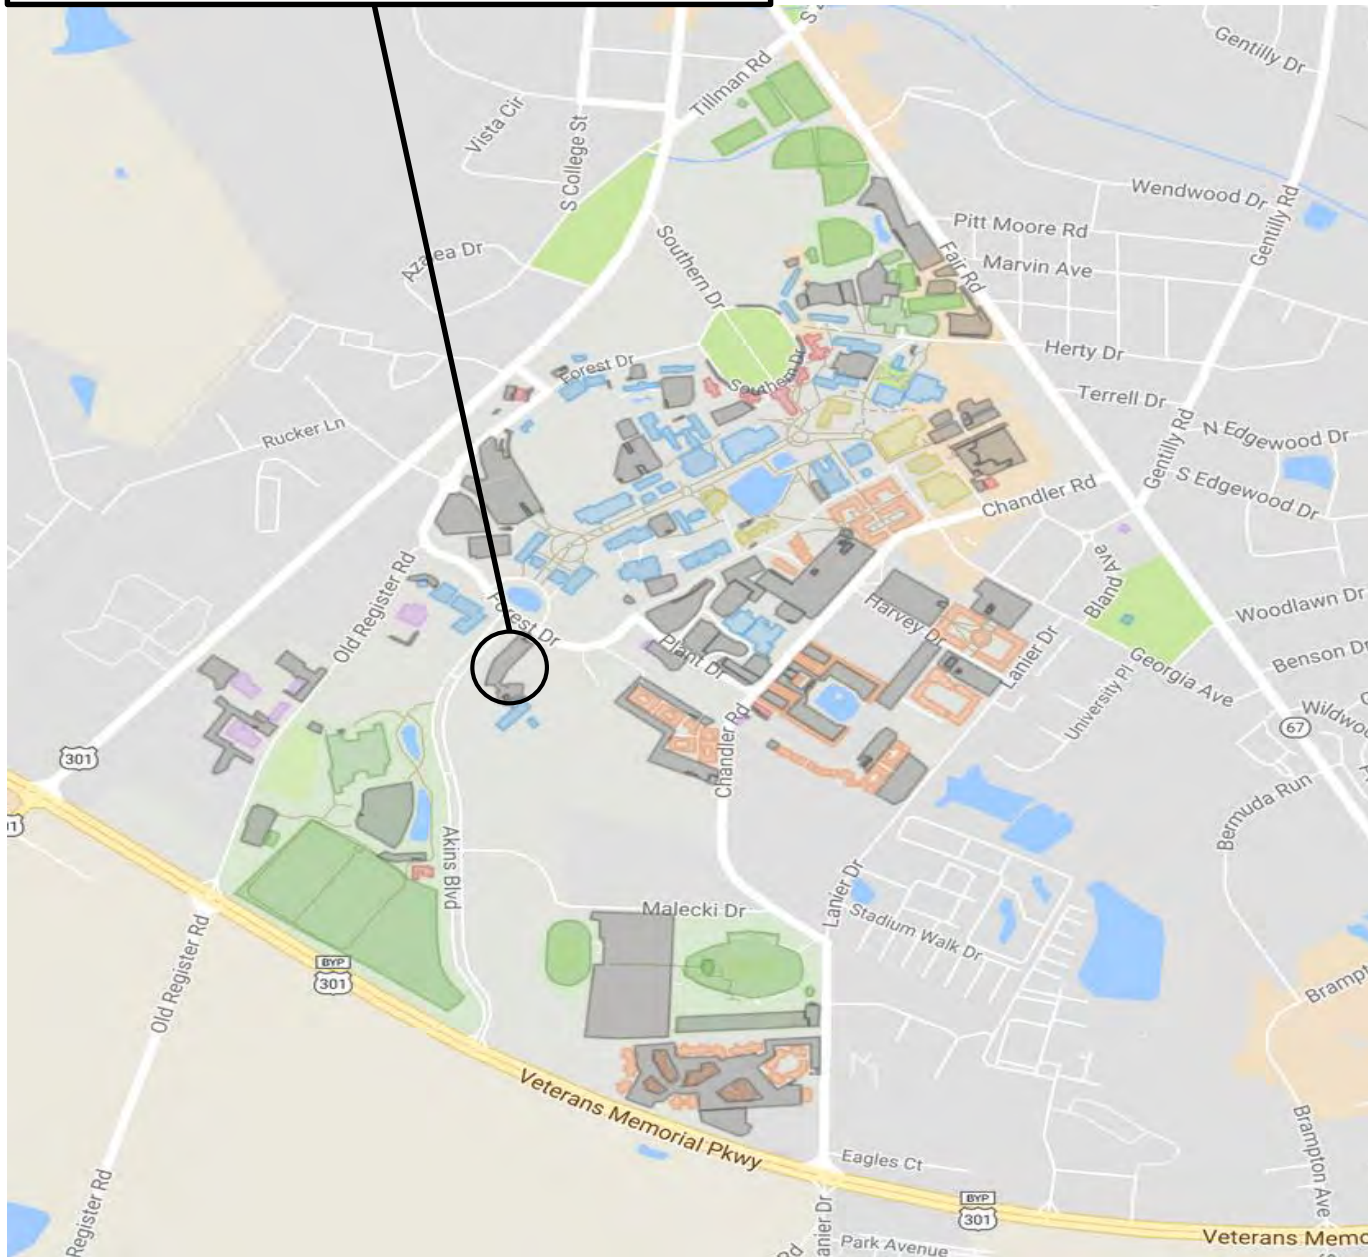 Gentilly Dr
Tillman Rd
Vista Cir
S College St
Wendwood Dr
Gentilly Rd
Pitt Moore Rd
Azalea Dr
Southern Dr
Fair Rd
Marvin Ave
Herty Dr
Forest Dr
Southern Dr
Terrell Dr
Rucker Ln
Gentilly Rd
N Edgewood Dr
S Edgewood Dr
Chandler Rd
Old Register Rd
Bland Ave
Forest Dr
Harvey Dr
Woodlawn Dr
Plant Dr
Lanier Dr
Georgia Ave
Benson Dr
University Pl
Wildwo
67
301
Chandler Rd
Bermuda Run
Akins Blvd
Lanier Dr
Malecki Dr
Stadium Walk Dr
Old Register Rd
BYP
301
Brampt
Veterans Memorial Pkwy
Brampton Ave
Eagles Ct
Register Rd
BYP
301
Lanier Dr
Park Avenue
Rd
Veterans Memo